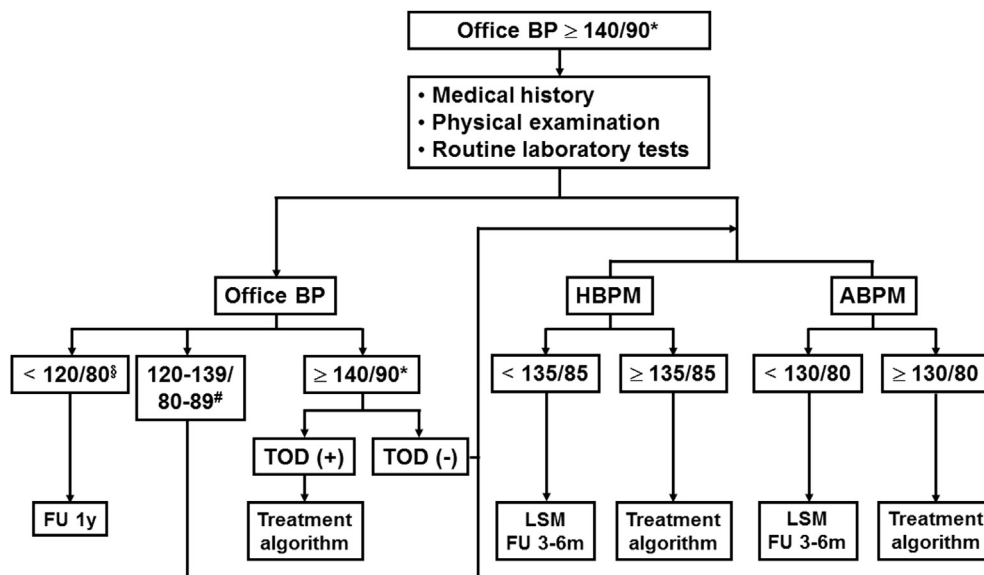 Office BP ≥ 140/90*
• Medical history
• Physical examination
• Routine laboratory tests
Office BP
HBPM
ABPM
< 120/80§
120-139/
80-89#
≥ 140/90*
< 135/85
≥ 135/85
< 130/80
≥ 130/80
TOD (+)
TOD (-)
FU 1y
Treatment
algorithm
LSM
FU 3-6m
Treatment
algorithm
LSM
FU 3-6m
Treatment
algorithm